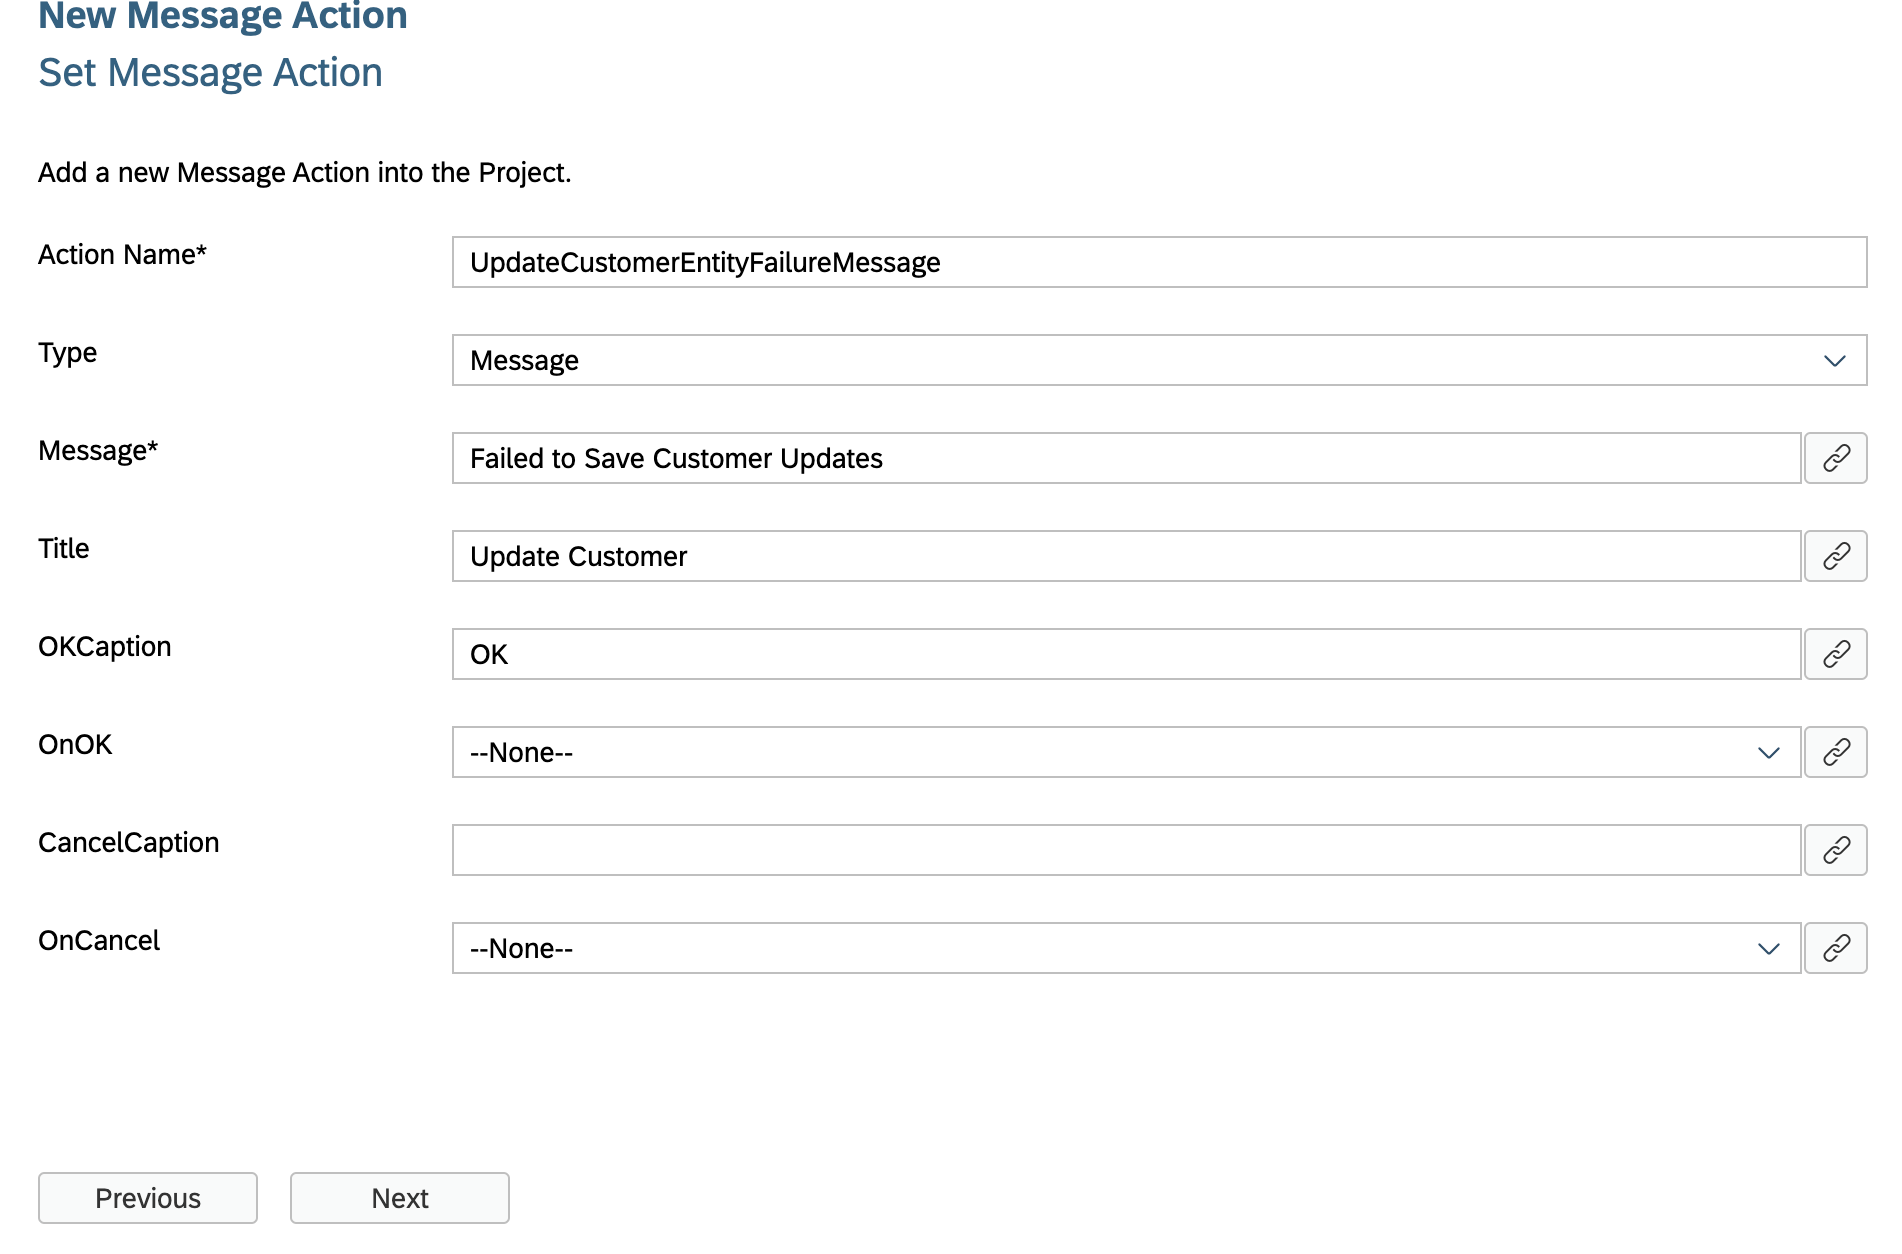 New Message Action
Set Message Action
Add a new Message Action into the Project.
Action Name* UpdateCustomerEntityFailureMessage
Type Message
Message* Failed to Save Customer Updates
Title Update Customer
OKCaption OK
OnOK --None--
CancelCaption
OnCancel --None--
Previous Next